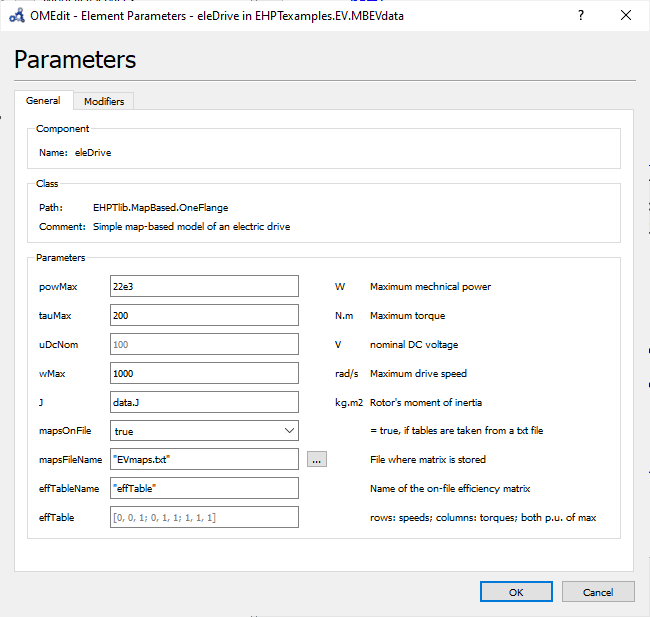 OMEdit - Element Parameters - eleDrive in EHPTexamples.EV.MBEVdata ?
Parameters
General Modifiers
Component
Name: eleDrive
Class
Path: EHPTlib.MapBased.OneFlange
Comment: Simple map-based model of an electric drive
Parameters
powMax 22e3 W Maximum mechnical power
tauMax 200 N.m Maximum torque
uDcNom 100 V nominal DC voltage
wMax 1000 rad/s Maximum drive speed
J data.J kg.m2 Rotor's moment of inertia
mapsOnFile true = true, if tables are taken from a txt file
mapsFileName "EVmaps.txt" ... File where matrix is stored
effTableName "effTable" Name of the on-file efficiency matrix
effTable [0, 0, 1; 0, 1, 1; 1, 1, 1] rows: speeds; columns: torques; both p.u. of max
OK Cancel